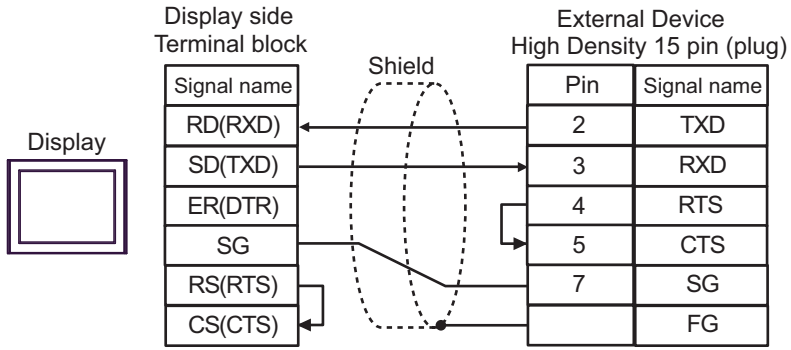 Display side
Terminal block
External Device
High Density 15 pin (plug)
Shield
Display
Signal name
Pin
Signal name
RD(RXD)
2
TXD
SD(TXD)
3
RXD
ER(DTR)
4
RTS
SG
5
CTS
RS(RTS)
7
SG
CS(CTS)
FG